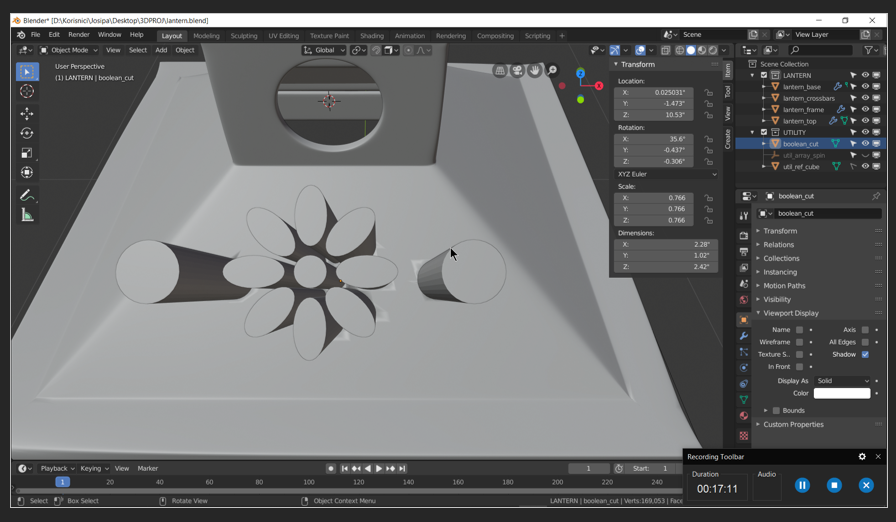 Blender* [D:\Korisnici\Josipa\Desktop\3DPROJ\lantern.blend]
File Edit Render Window Help Layout Modeling Sculpting UV Editing Texture Paint Shading Animation Rendering Compositing Scripting + Scene View Layer
Object Mode View Select Add Object Global
User Perspective
(1) LANTERN | boolean_cut
Z
X
Transform
Location:
X: 0.025031"
Y: -1.473"
Z: 10.53"
Rotation:
X: 35.6°
Y: -0.437°
Z: -0.306°
XYZ Euler
Scale:
X: 0.766
Y: 0.766
Z: 0.766
Dimensions:
X: 2.28"
Y: 1.02"
Z: 2.42"
Item
Tool
View
Create
Scene Collection
LANTERN
lantern_base
lantern_crossbars
lantern_frame
lantern_top
UTILITY
boolean_cut
util_array_spin
util_ref_cube
boolean_cut
boolean_cut
Transform
Relations
Collections
Instancing
Motion Paths
Visibility
Viewport Display
Name Axis
Wireframe All Edges
Texture S.. Shadow
In Front
Display As Solid
Color
Bounds
Custom Properties
Recording Toolbar
Duration Audio
00:17:11
Playback Keying View Marker 1 Start: 1
1 20 40 60 80 100 120 140 160 180 200 220
Select Box Select Rotate View Object Context Menu LANTERN | boolean_cut | Verts:169,053 | Face